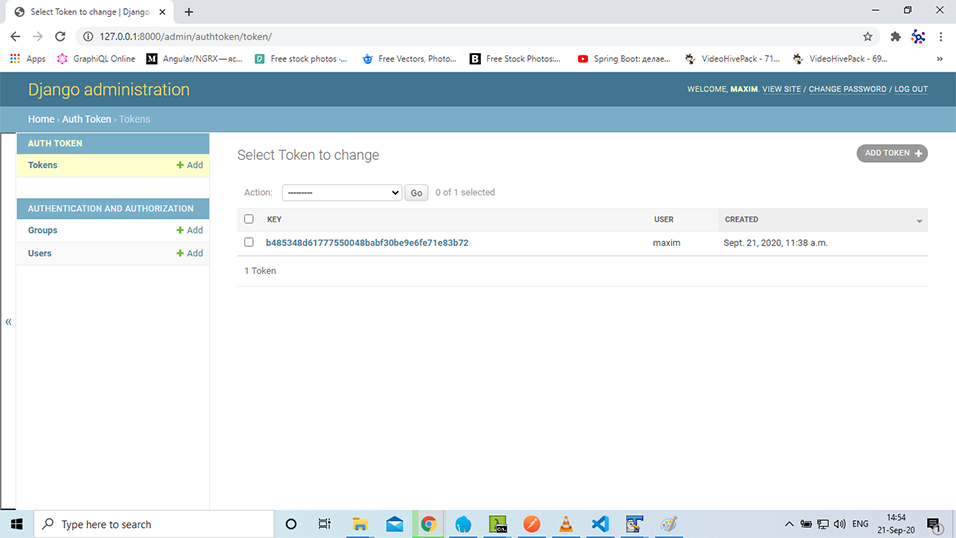 Select Token to change | Django
127.0.0.1:8000/admin/authtoken/token/
Apps GraphiQL Online Angular/NGRX — яс... Free stock photos -... Free Vectors, Photo... Free Stock Photos:... Spring Boot: делае... VideoHivePack - 71... VideoHivePack - 69... »
Django administration
WELCOME, MAXIM. VIEW SITE / CHANGE PASSWORD / LOG OUT
Home › Auth Token › Tokens
AUTH TOKEN
Tokens + Add
AUTHENTICATION AND AUTHORIZATION
Groups + Add
Users + Add
«
Select Token to change
ADD TOKEN +
Action: --------- Go 0 of 1 selected
KEY USER CREATED
b485348d61777550048babf30be9e6fe71e83b72 maxim Sept. 21, 2020, 11:38 a.m.
1 Token
Type here to search
ENG
14:54
21-Sep-20
1